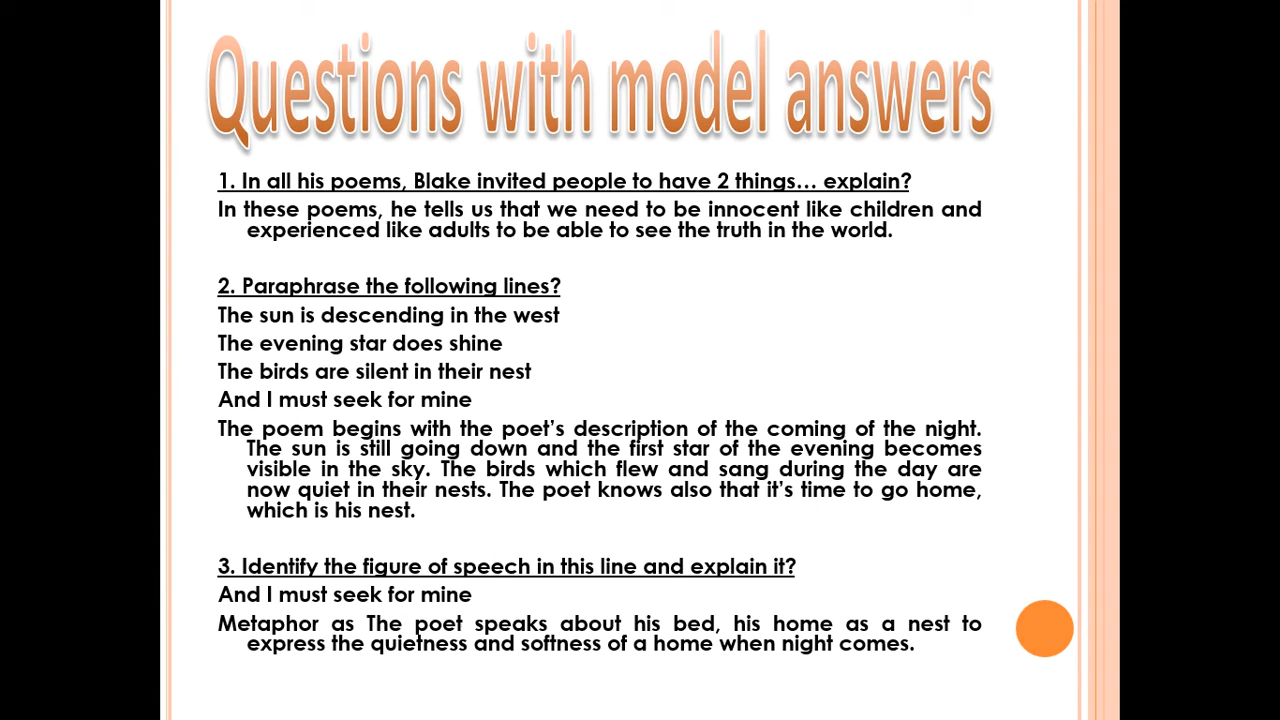 Questions with model answers
1. In all his poems, Blake invited people to have 2 things... explain?
In these poems, he tells us that we need to be innocent like children and
experienced like adults to be able to see the truth in the world.
2. Paraphrase the following lines?
The sun is descending in the west
The evening star does shine
The birds are silent in their nest
And I must seek for mine
The poem begins with the poet's description of the coming of the night.
The sun is still going down and the first star of the evening becomes
visible in the sky. The birds which flew and sang during the day are
now quiet in their nests. The poet knows also that it's time to go home,
which is his nest.
3. Identify the figure of speech in this line and explain it?
And I must seek for mine
Metaphor as The poet speaks about his bed, his home as a nest to
express the quietness and softness of a home when night comes.